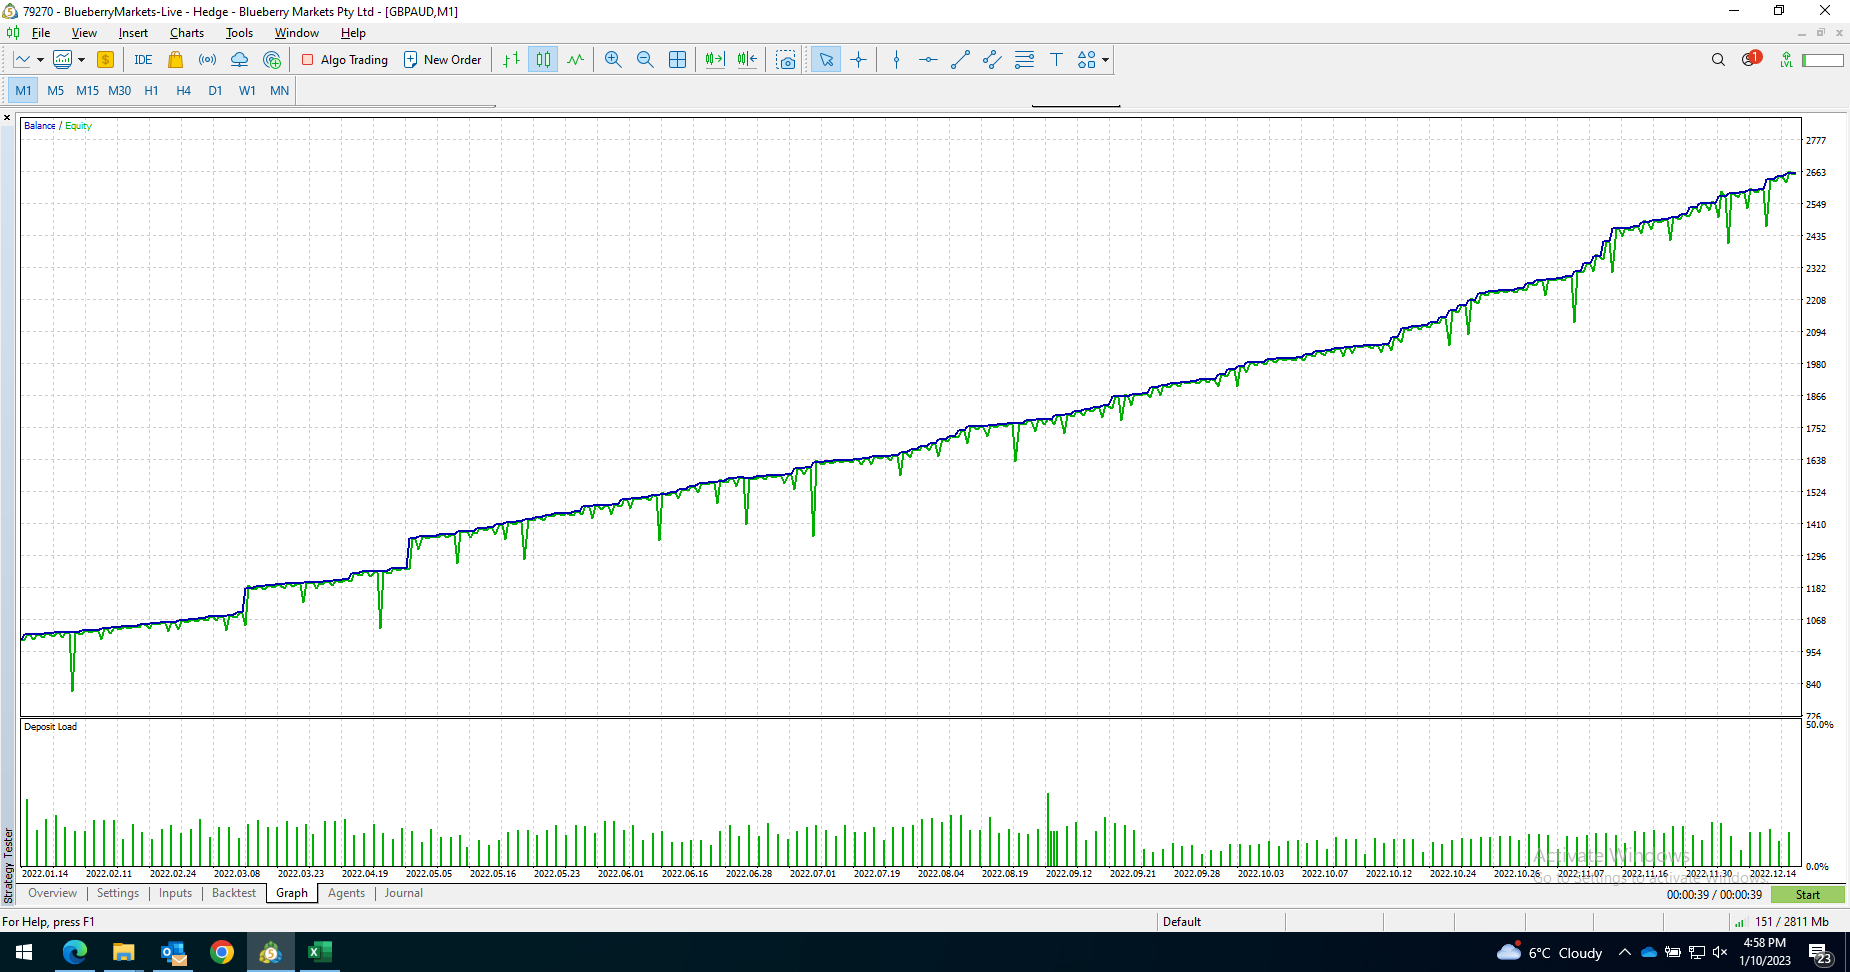 79270 - BlueberryMarkets-Live - Hedge - Blueberry Markets Pty Ltd - [GBPAUD,M1]
File View Insert Charts Tools Window Help
IDE Algo Trading New Order 1 LVL
M1 M5 M15 M30 H1 H4 D1 W1 MN
Balance / Equity
2777
2663
2549
2435
2322
2208
2094
1980
1866
1752
1638
1524
1410
1296
1182
1068
954
840
726
Deposit Load
50.0%
0.0%
2022.01.14 2022.02.11 2022.02.24 2022.03.08 2022.03.23 2022.04.19 2022.05.05 2022.05.16 2022.05.23 2022.06.01 2022.06.16 2022.06.28 2022.07.01 2022.07.19 2022.08.04 2022.08.19 2022.09.12 2022.09.21 2022.09.28 2022.10.03 2022.10.07 2022.10.12 2022.10.24 2022.10.26 2022.11.07 2022.11.16 2022.11.30 2022.12.14
Activate Windows
Go to Settings to activate Windows.
Strategy Tester
Overview Settings Inputs Backtest Graph Agents Journal
00:00:39 / 00:00:39 Start
For Help, press F1 Default 151 / 2811 Mb
6°C Cloudy
4:58 PM
1/10/2023
23